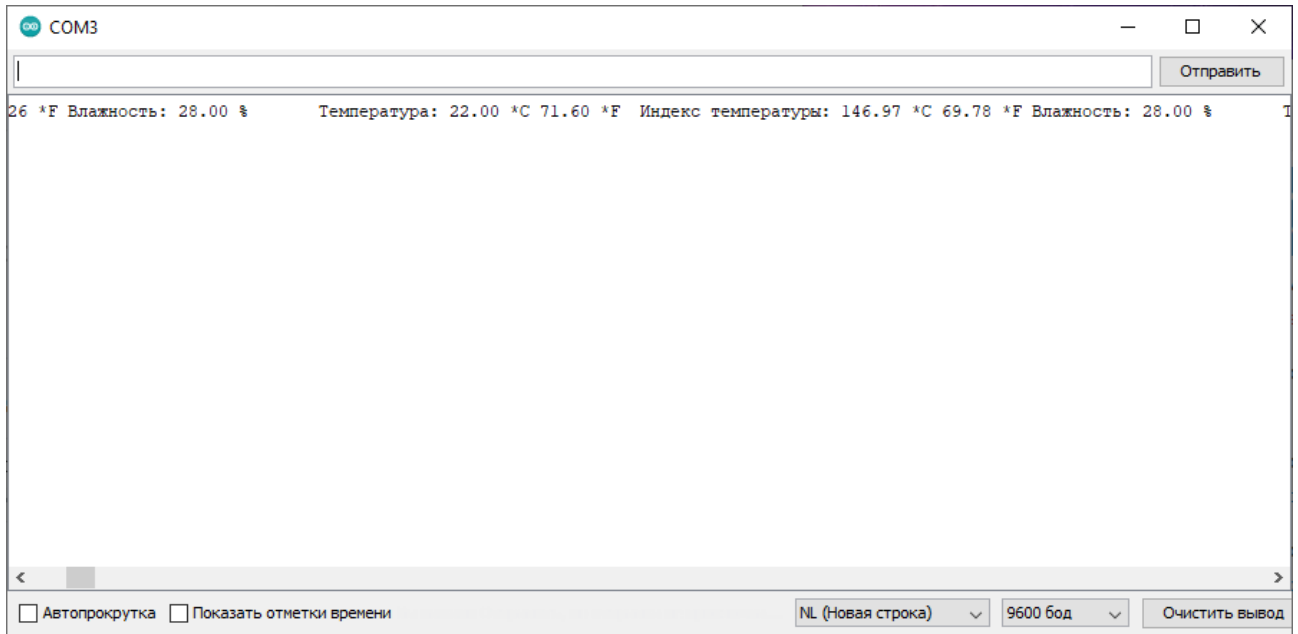 COM3
Отправить
26 *F Влажность: 28.00 %	Температура: 22.00 *C 71.60 *F	Индекс температуры: 146.97 *C 69.78 *F Влажность: 28.00 %
Автопрокрутка Показать отметки времени NL (Новая строка) 9600 бод Очистить вывод